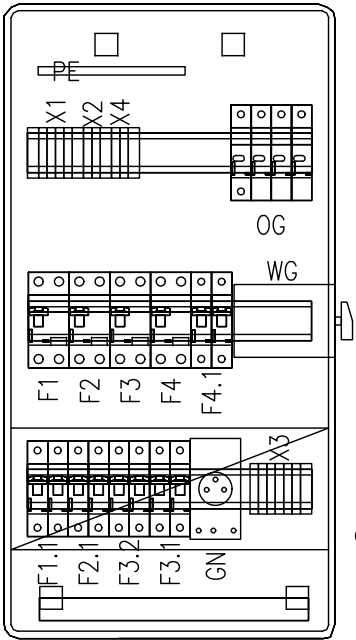 PE
X1 X2 X4
OG
WG
F1 F2 F3 F4 F4.1
X3
F1.1 F2.1 F3.2 F3.1 GN